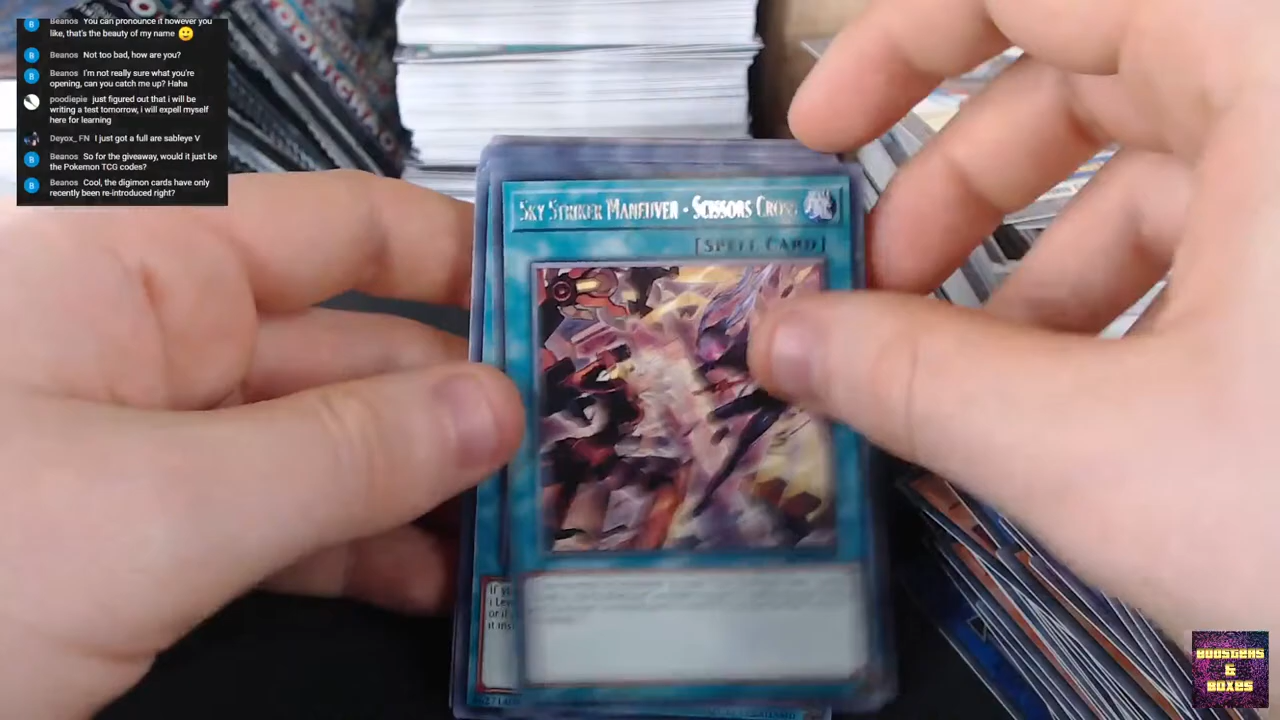 Beanos You can pronounce it however you
like, that's the beauty of my name
Beanos Not too bad, how are you?
Beanos I'm not really sure what you're
opening, can you catch me up? Haha
poodiepie just figured out that i will be
writing a test tomorrow, i will expell myself
here for learning
Deyox_FN I just got a full are sableye V
Beanos So for the giveaway, would it just be
the Pokemon TCG codes?
Beanos Cool, the digimon cards have only
recently been re-introduced right?
Sky Striker Maneuver - Scissors Cross
[Spell Card]
If
or if
BOOSTERS
&
BOXES